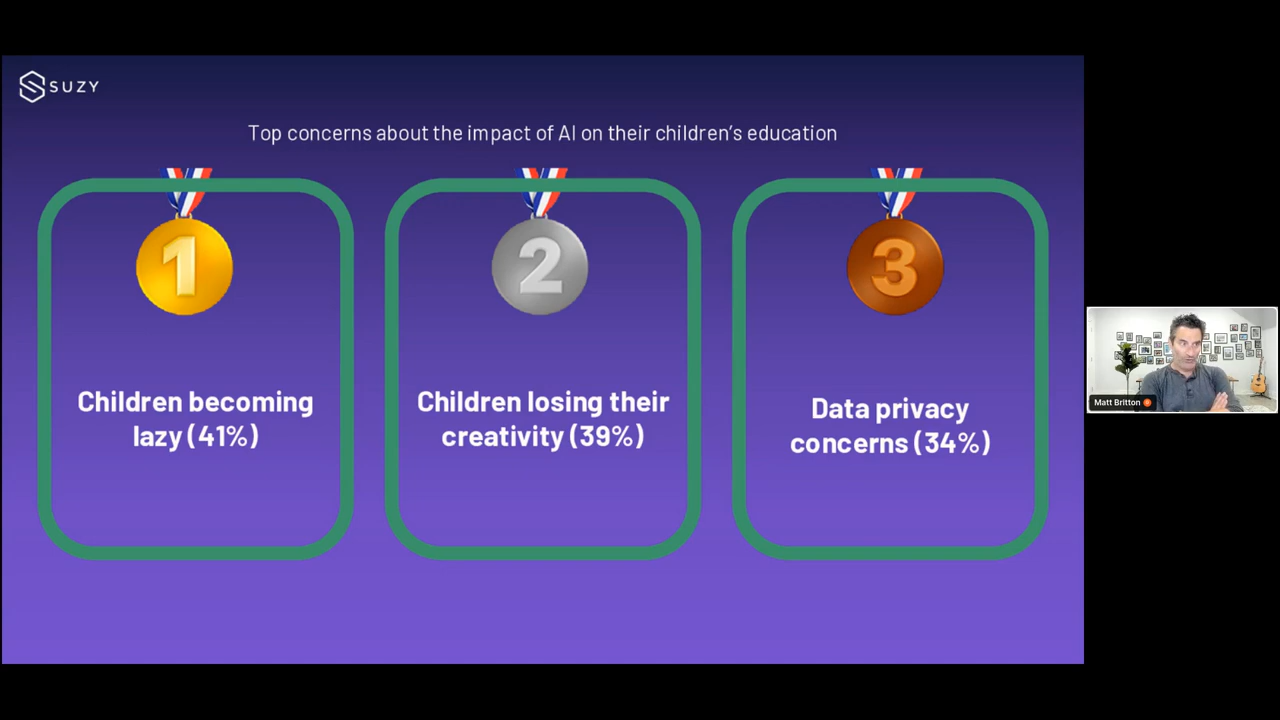 SUZY
Top concerns about the impact of AI on their children's education
1
2
3
Children becoming
lazy (41%)
Children losing their
creativity (39%)
Data privacy
concerns (34%)
Matt Britton